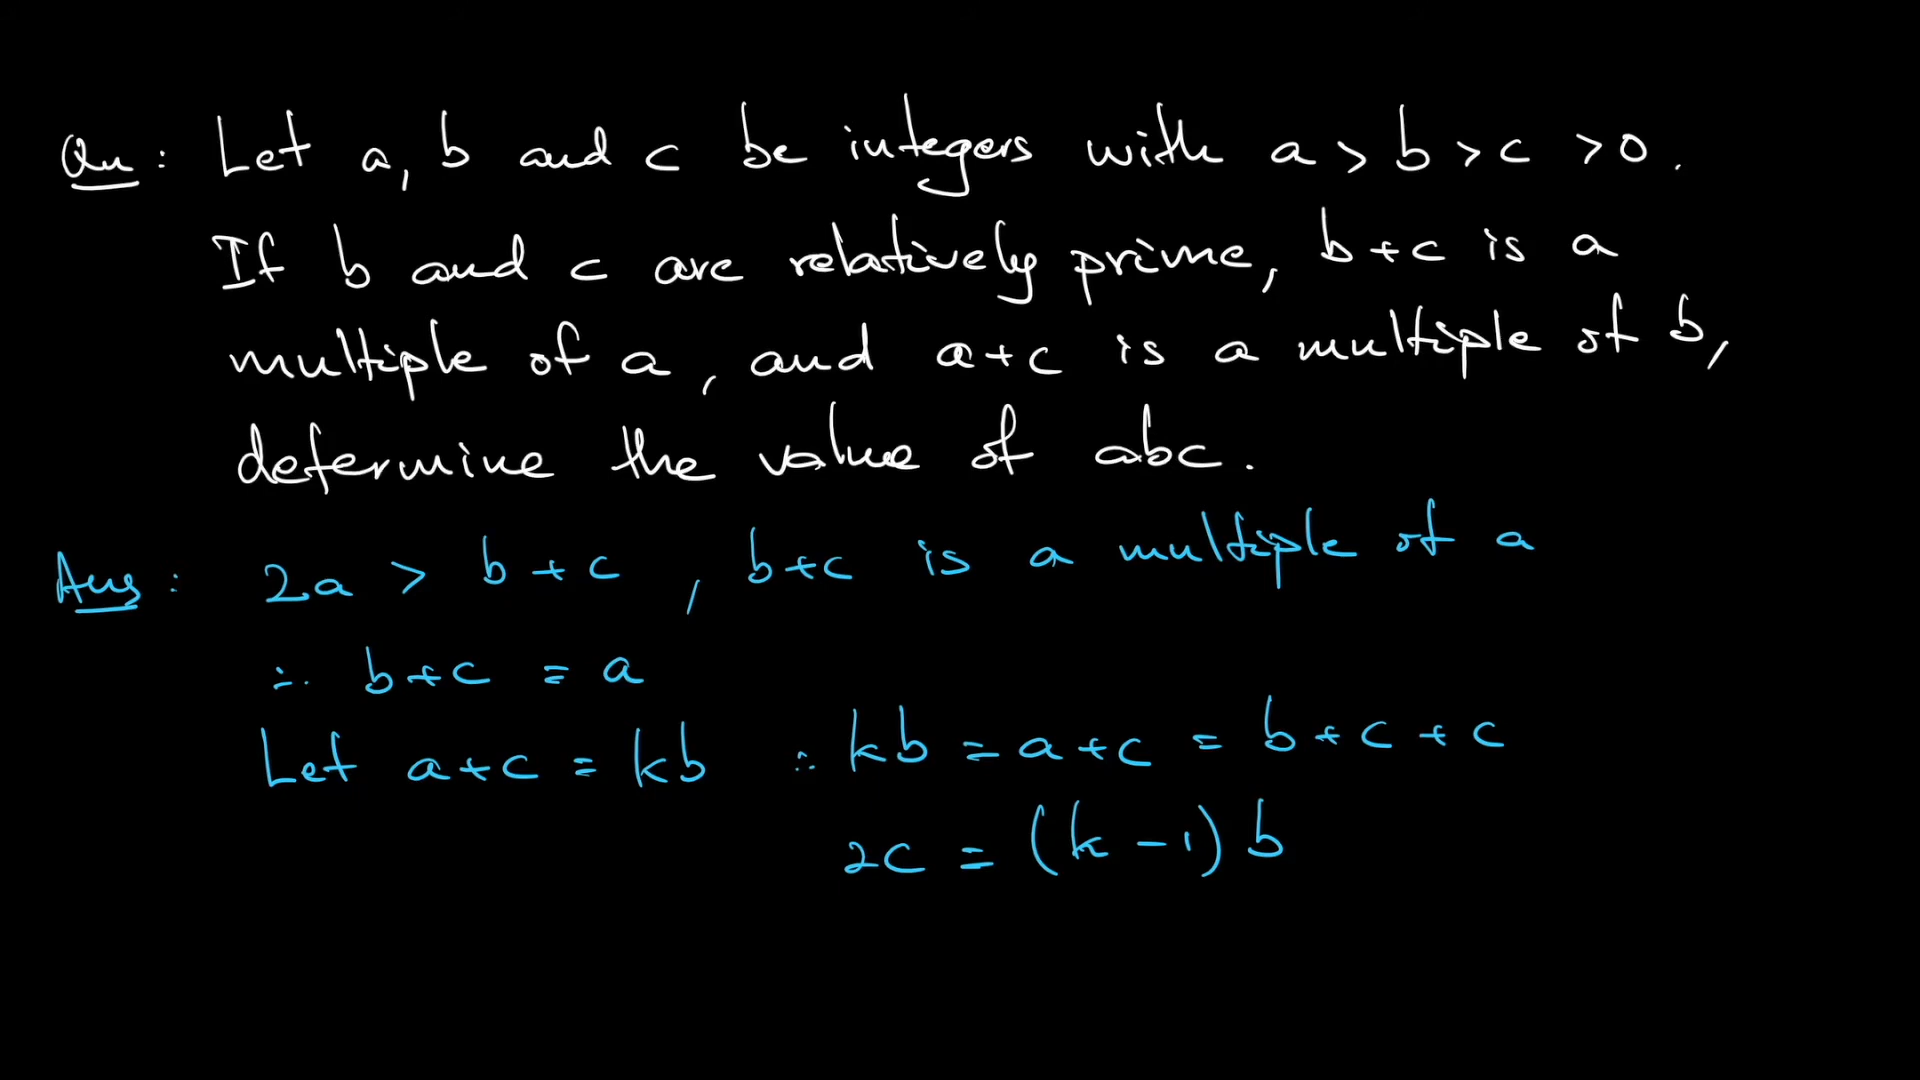 Qn : Let a, b and c be integers with a > b > c > 0.
If b and c are relatively prime, b + c is a
multiple of a, and a + c is a multiple of b,
determine the value of abc.
Ans : 2a > b + c , b + c is a multiple of a
∴ b + c = a
Let a + c = kb ∴ kb = a + c = b + c + c
2c = (k - 1) b